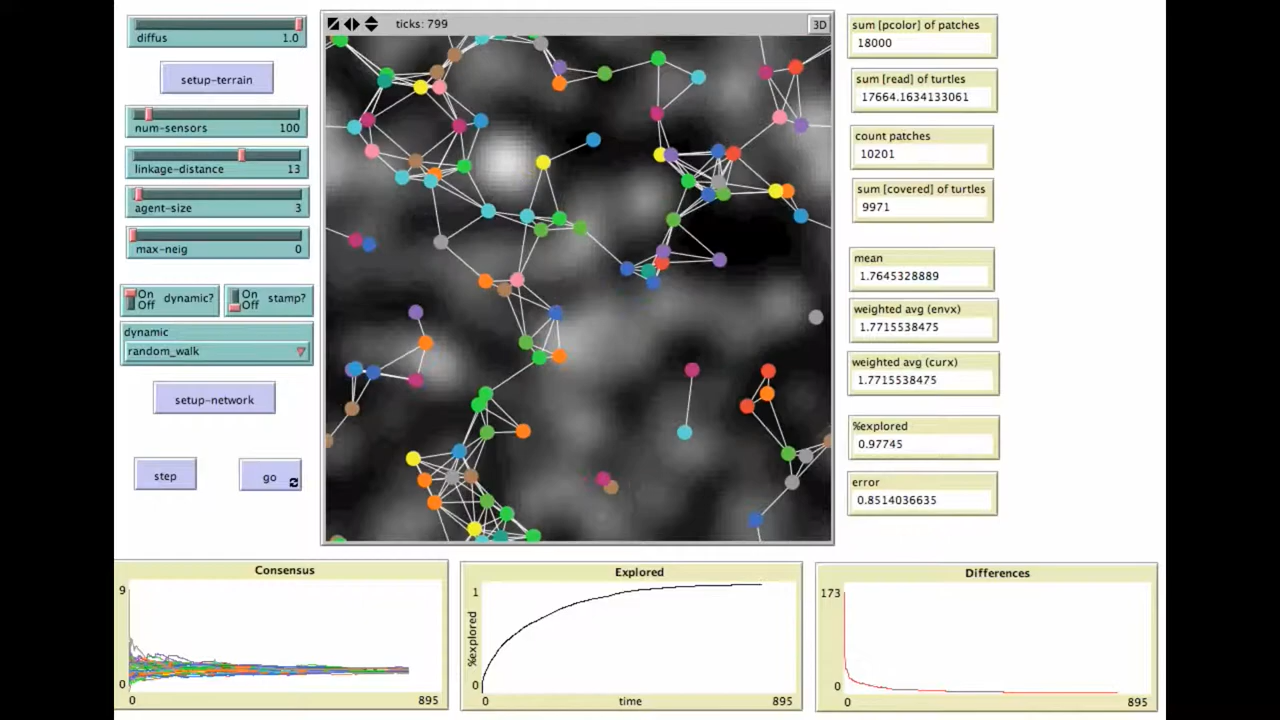 diffus 1.0
setup-terrain
num-sensors 100
linkage-distance 13
agent-size 3
max-neig 0
On
Off dynamic?
On
Off stamp?
dynamic
random_walk
setup-network
step
go
ticks: 799
3D
sum [pcolor] of patches
18000
sum [read] of turtles
17664.1634133061
count patches
10201
sum [covered] of turtles
9971
mean
1.7645328889
weighted avg (envx)
1.7715538475
weighted avg (curx)
1.7715538475
%explored
0.97745
error
0.8514036635
Consensus
9
0
0 895
Explored
1
%explored
0
0 time 895
Differences
173
0
0 895